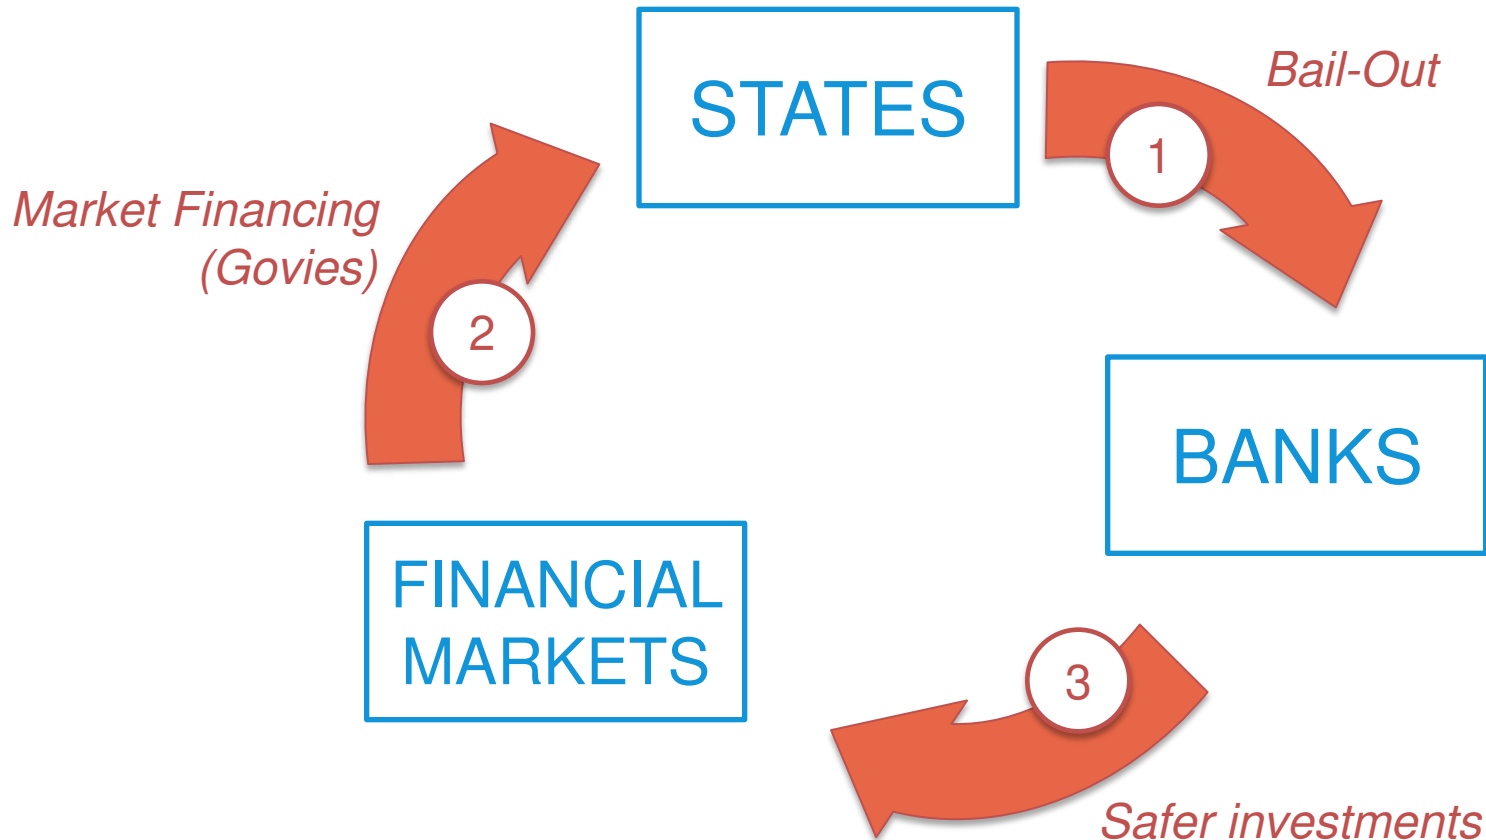 STATES
Bail-Out
1
Market Financing
(Govies)
2
BANKS
FINANCIAL
MARKETS
3
Safer investments